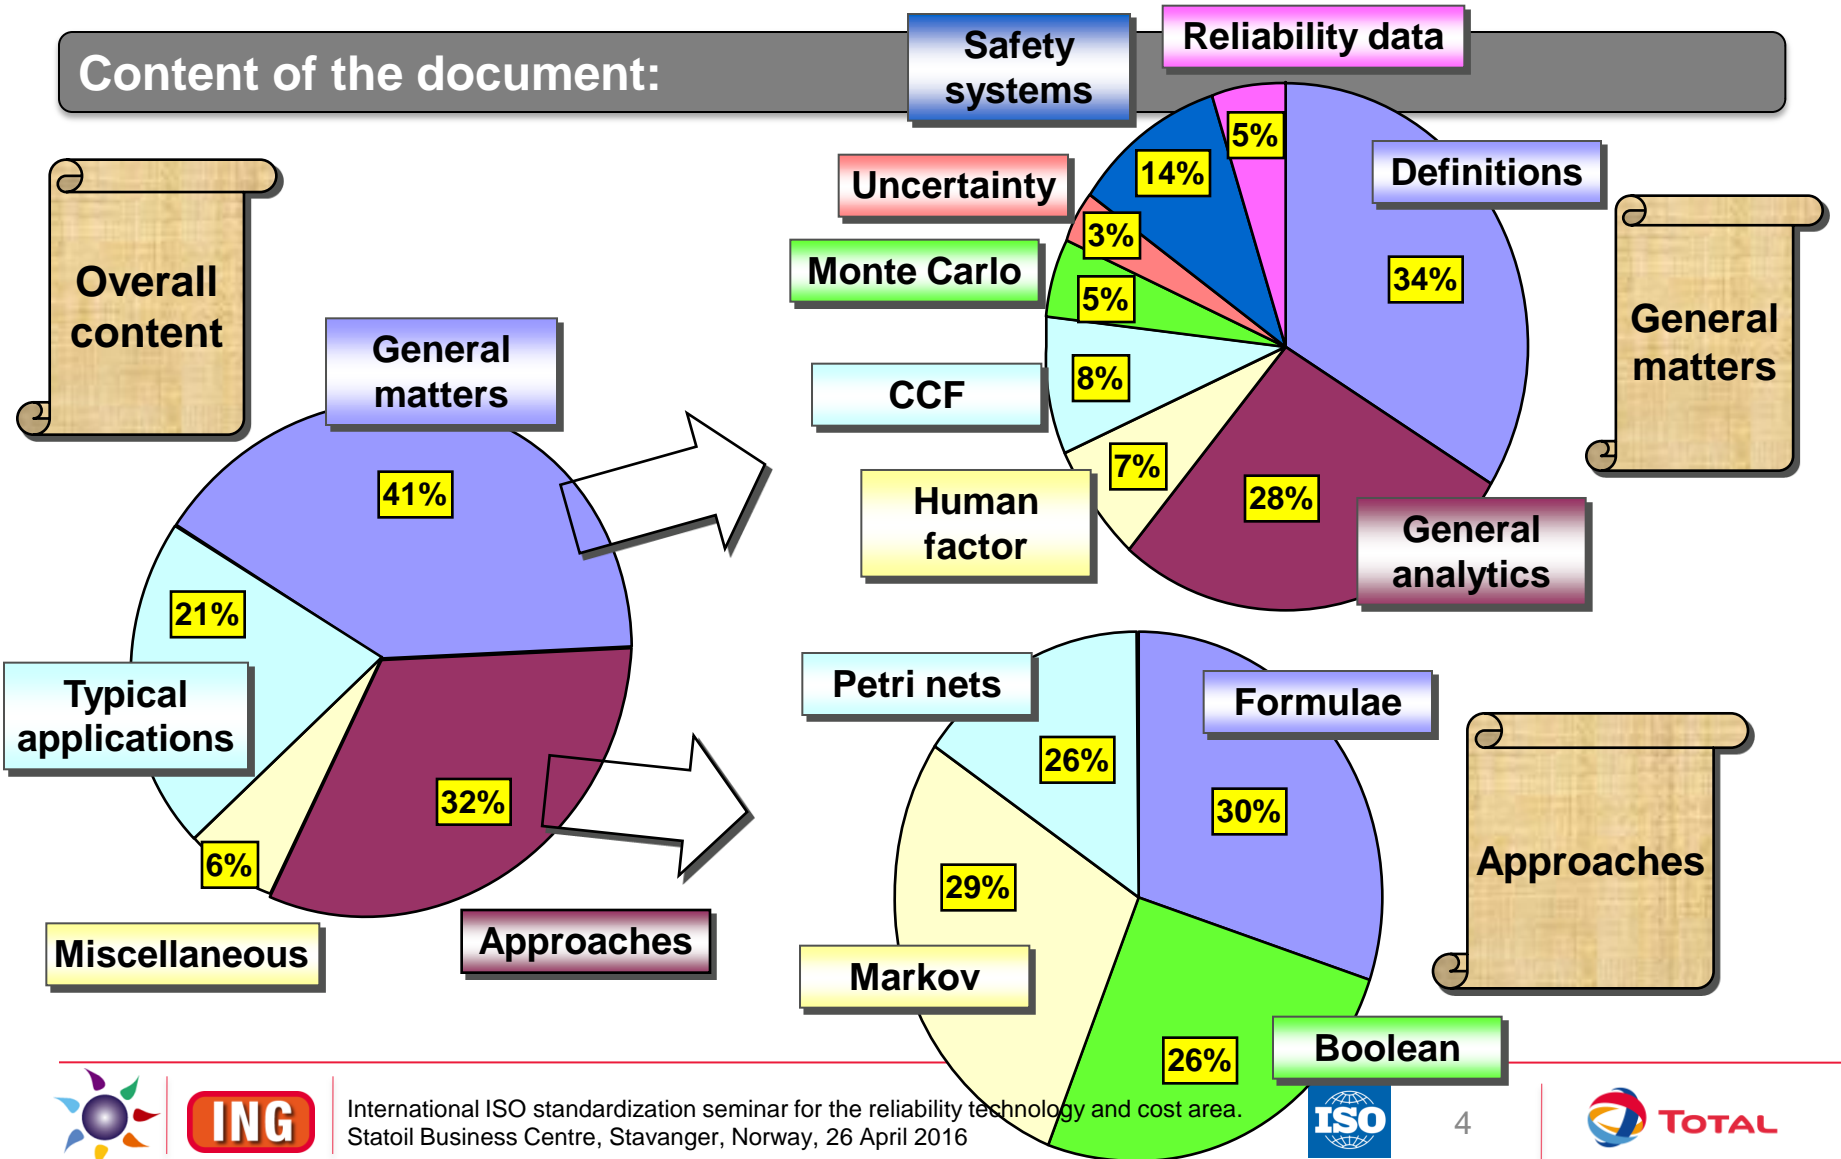 Content of the document:
Safety
systems
Reliability data
Uncertainty
Definitions
Monte Carlo
CCF
Human
factor
General
analytics
5%
14%
3%
5%
8%
7%
28%
34%
General
matters
Overall
content
General
matters
41%
21%
Typical
applications
6%
32%
Miscellaneous
Approaches
Petri nets
Formulae
26%
30%
29%
Markov
26%
Boolean
Approaches
ING
International ISO standardization seminar for the reliability technology and cost area.
Statoil Business Centre, Stavanger, Norway, 26 April 2016
ISO
4
TOTAL